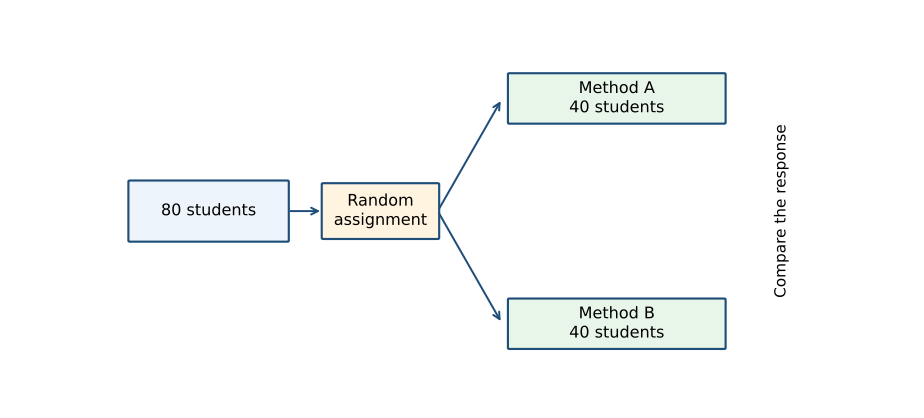 80 students
Random
assignment
Method A
40 students
Method B
40 students
Compare the response